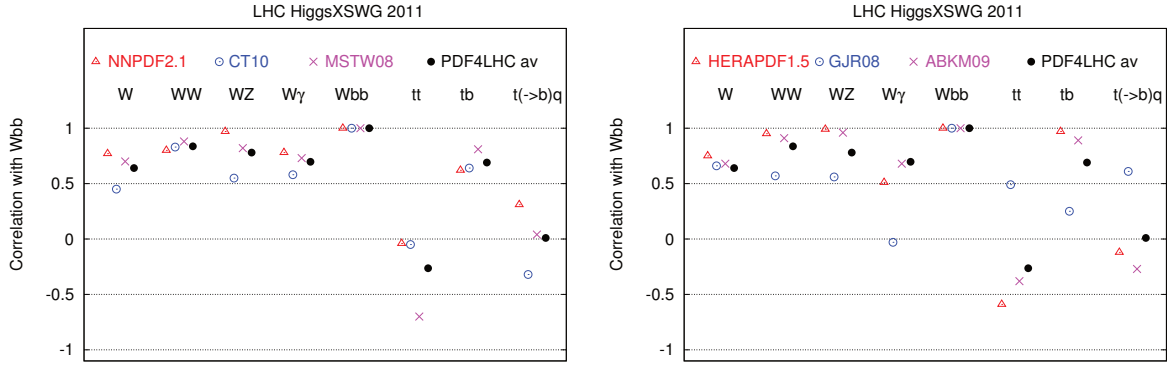 LHC HiggsXSWG 2011
NNPDF2.1 CT10 MSTW08 PDF4LHC av
W WW WZ Wγ Wbb tt tb t(->b)q
1
0.5
0
-0.5
-1
Correlation with Wbb
LHC HiggsXSWG 2011
HERAPDF1.5 GJR08 ABKM09 PDF4LHC av
W WW WZ Wγ Wbb tt tb t(->b)q
1
0.5
0
-0.5
-1
Correlation with Wbb